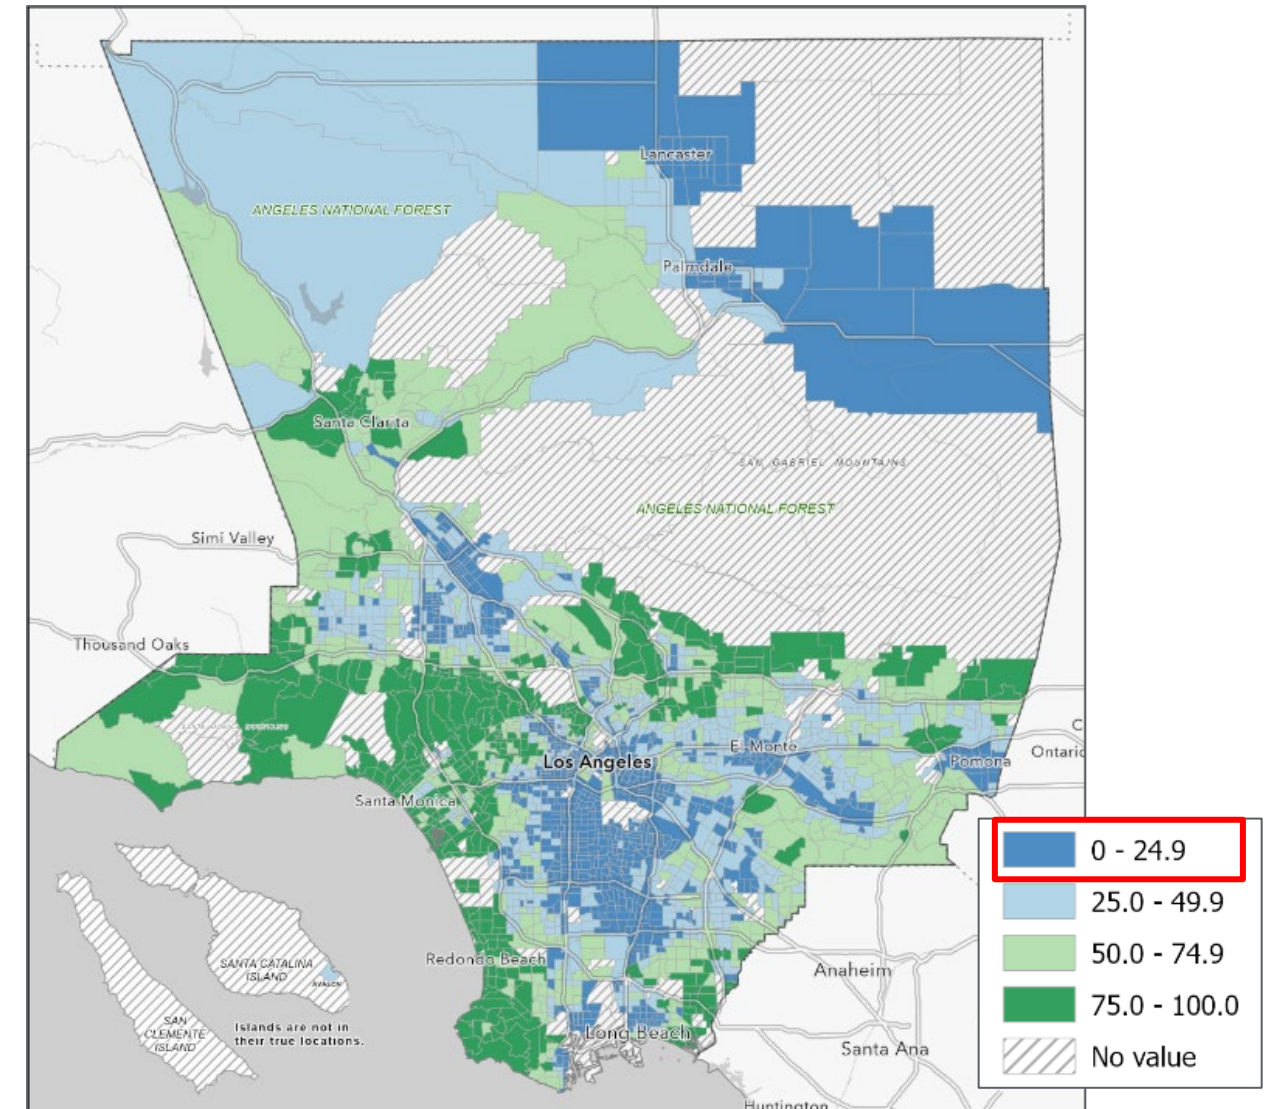 Lancaster
ANGELES NATIONAL FOREST
Palmdale
Santa Clarita
SAN GABRIEL MOUNTAINS
ANGELES NATIONAL FOREST
Simi Valley
Thousand Oaks
El Monte
Los Angeles
Pomona
Ontario
Santa Monica
0 - 24.9
25.0 - 49.9
50.0 - 74.9
75.0 - 100.0
No value
Redondo Beach
SANTA CATALINA
ISLAND
AVALON
Anaheim
SAN
CLEMENTE
ISLAND
Islands are not in
their true locations.
Long Beach
Santa Ana
Huntington